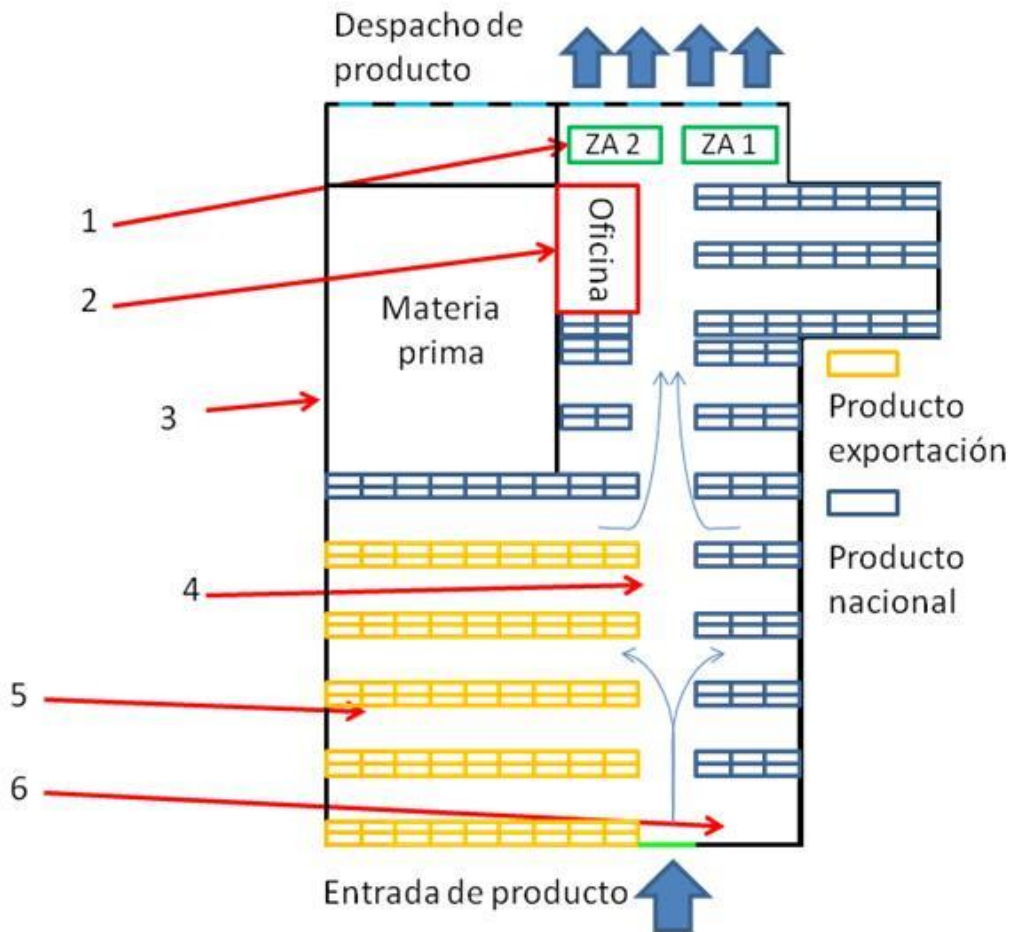 Despacho de
producto
ZA 2
ZA 1
1
Oficina
2
Materia
prima
3
Producto
exportación
Producto
nacional
4
5
6
Entrada de producto